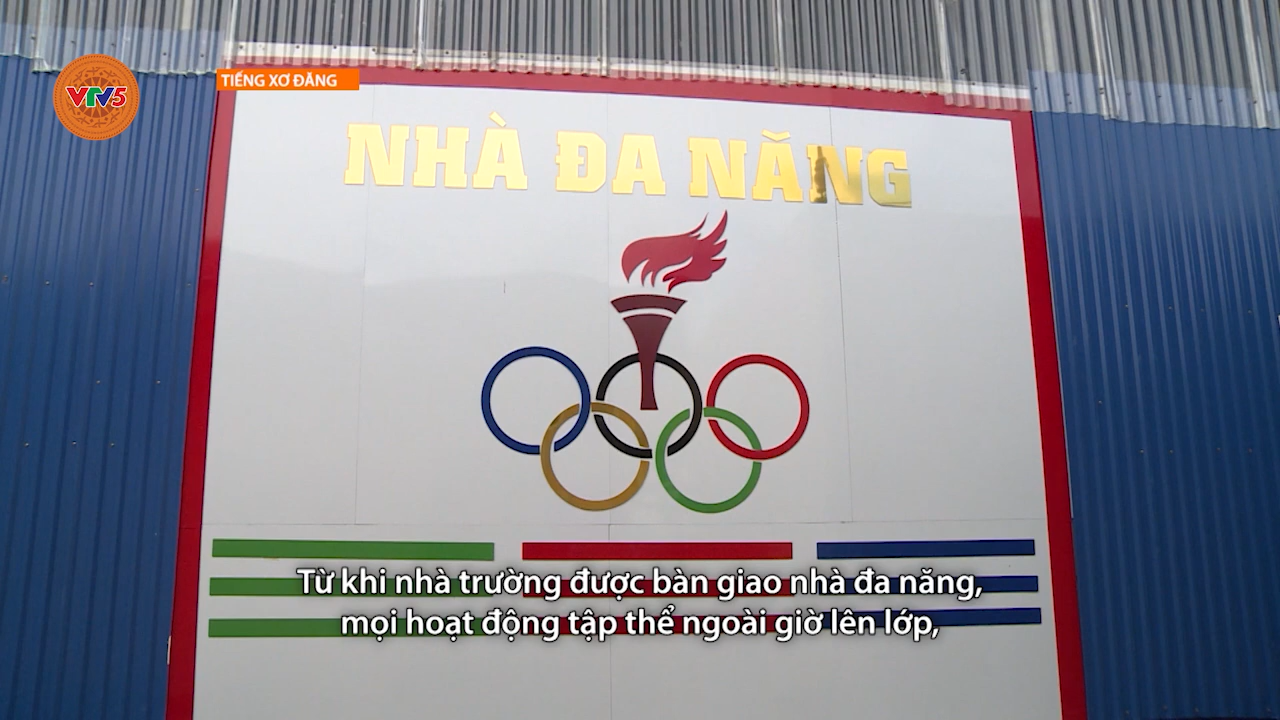 VTV5
TIẾNG XƠ ĐĂNG
NHÀ ĐA NĂNG
Từ khi nhà trường được bàn giao nhà đa năng,
mọi hoạt động tập thể ngoài giờ lên lớp,